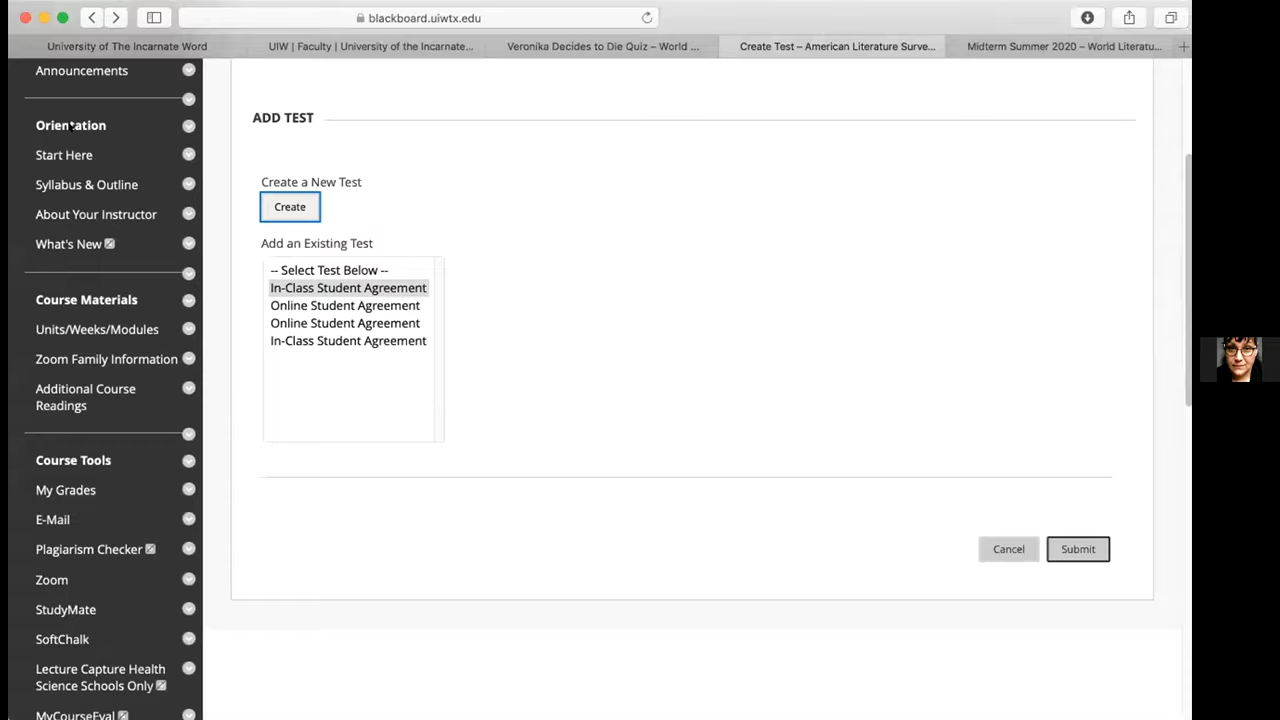 blackboard.uiwtx.edu
University of The Incarnate Word
UIW | Faculty | University of the Incarnate...
Veronika Decides to Die Quiz – World ...
Create Test – American Literature Surve...
Midterm Summer 2020 – World Literatu...
Announcements
Orientation
Start Here
Syllabus & Outline
About Your Instructor
What's New
Course Materials
Units/Weeks/Modules
Zoom Family Information
Additional Course
Readings
Course Tools
My Grades
E-Mail
Plagiarism Checker
Zoom
StudyMate
SoftChalk
Lecture Capture Health
Science Schools Only
MyCourseEval
ADD TEST
Create a New Test
Create
Add an Existing Test
-- Select Test Below --
In-Class Student Agreement
Online Student Agreement
Online Student Agreement
In-Class Student Agreement
Cancel
Submit